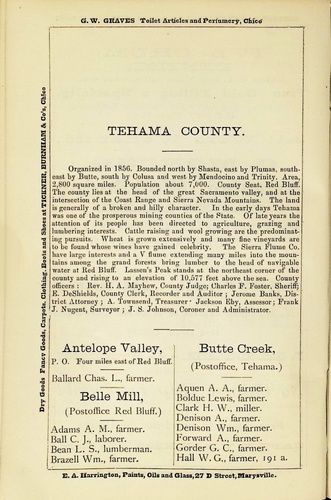 G. W. GRAVES Toilet Articles and Perfumery, Chico
Dry Goods Fancy Goods, Carpets, Clothing, Boots and Shoes at TICKNER, BURNHAM & Co's, Chico
TEHAMA COUNTY.
Organized in 1856. Bounded north by Shasta, east by Plumas, south-
east by Butte, south by Colusa and west by Mendocino and Trinity. Area,
2,800 square miles. Population about 7,000. County Seat, Red Bluff.
The county lies at the head of the great Sacramento valley, and at the
intersection of the Coast Range and Sierra Nevada Mountains. The land
is generally of a broken and hilly character. In the early days Tehama
was one of the prosperous mining counties of the State. Of late years the
attention of its people has been directed to agriculture, grazing and
lumbering interests. Cattle raising and wool growing are the predominat-
ing pursuits. Wheat is grown extensively and many fine vineyards are
to be found whose wines have gained celebrity. The Sierra Flume Co.
have large interests and a V flume extending many miles into the moun-
tains among the grand forests bring lumber to the head of navigable
water at Red Bluff. Lassen's Peak stands at the northeast corner of the
county and rising to an elevation of 10,577 feet above the sea. County
officers: Rev. H. A. Mayhew, County Judge; Charles F. Foster, Sheriff;
E. DeShields, County Clerk, Recorder and Auditor; Jerome Banks, Dis-
trict Attorney; A. Townsend, Treasurer; Jackson Eby, Assessor; Frank
J. Nugent, Surveyor; J. S. Johnson, Coroner and Administrator.
Antelope Valley,
P. O. Four miles east of Red Bluff.
Ballard Chas. L., farmer.
Belle Mill,
(Postoffice Red Bluff.)
Adams A. M., farmer.
Ball C. J., laborer.
Bean L. S., lumberman.
Brazell Wm., farmer.
Butte Creek,
(Postoffice, Tehama.)
Aquen A. A., farmer.
Bolduc Lewis, farmer.
Clark H. W., miller.
Denison A., farmer.
Denison Wm., farmer.
Forward A., farmer.
Gorder G. C., farmer.
Hall W. G., farmer, 191 a.
E. A. Harrington, Paints, Oils and Glass, 27 D Street, Marysville.